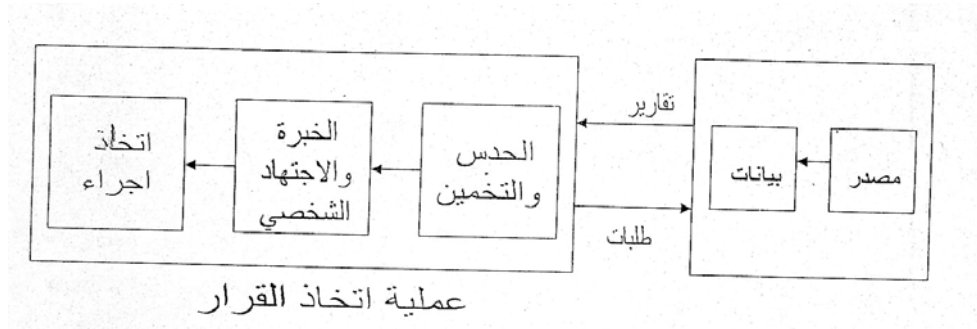 مصدر
بيانات
تقارير
طلبات
الحدس
والتخمين
الخبرة
والاجتهاد
الشخصي
اتخاذ
اجراء
عملية اتخاذ القرار